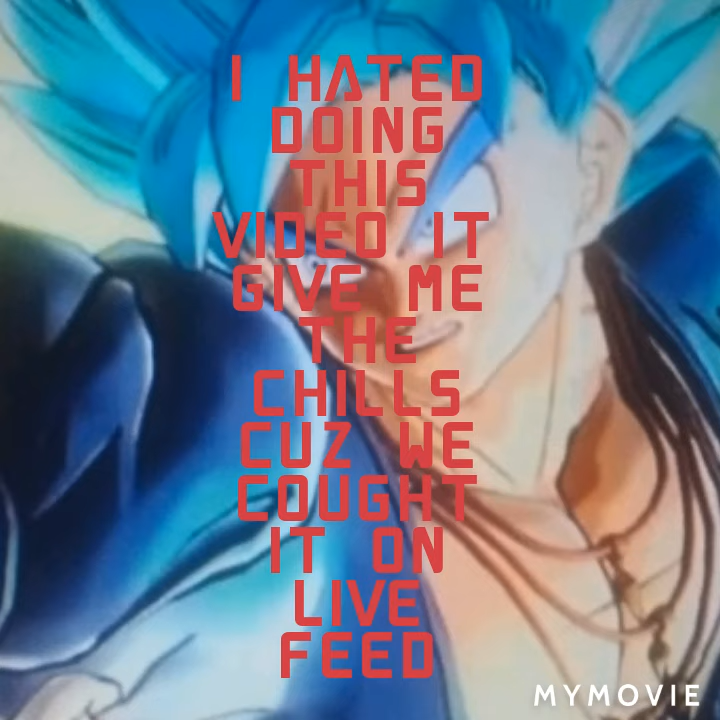 I HATED
DOING
THIS
VIDEO IT
GIVE ME
THE
CHILLS
CUZ WE
COUGHT
IT ON
LIVE
FEED
MYMOVIE